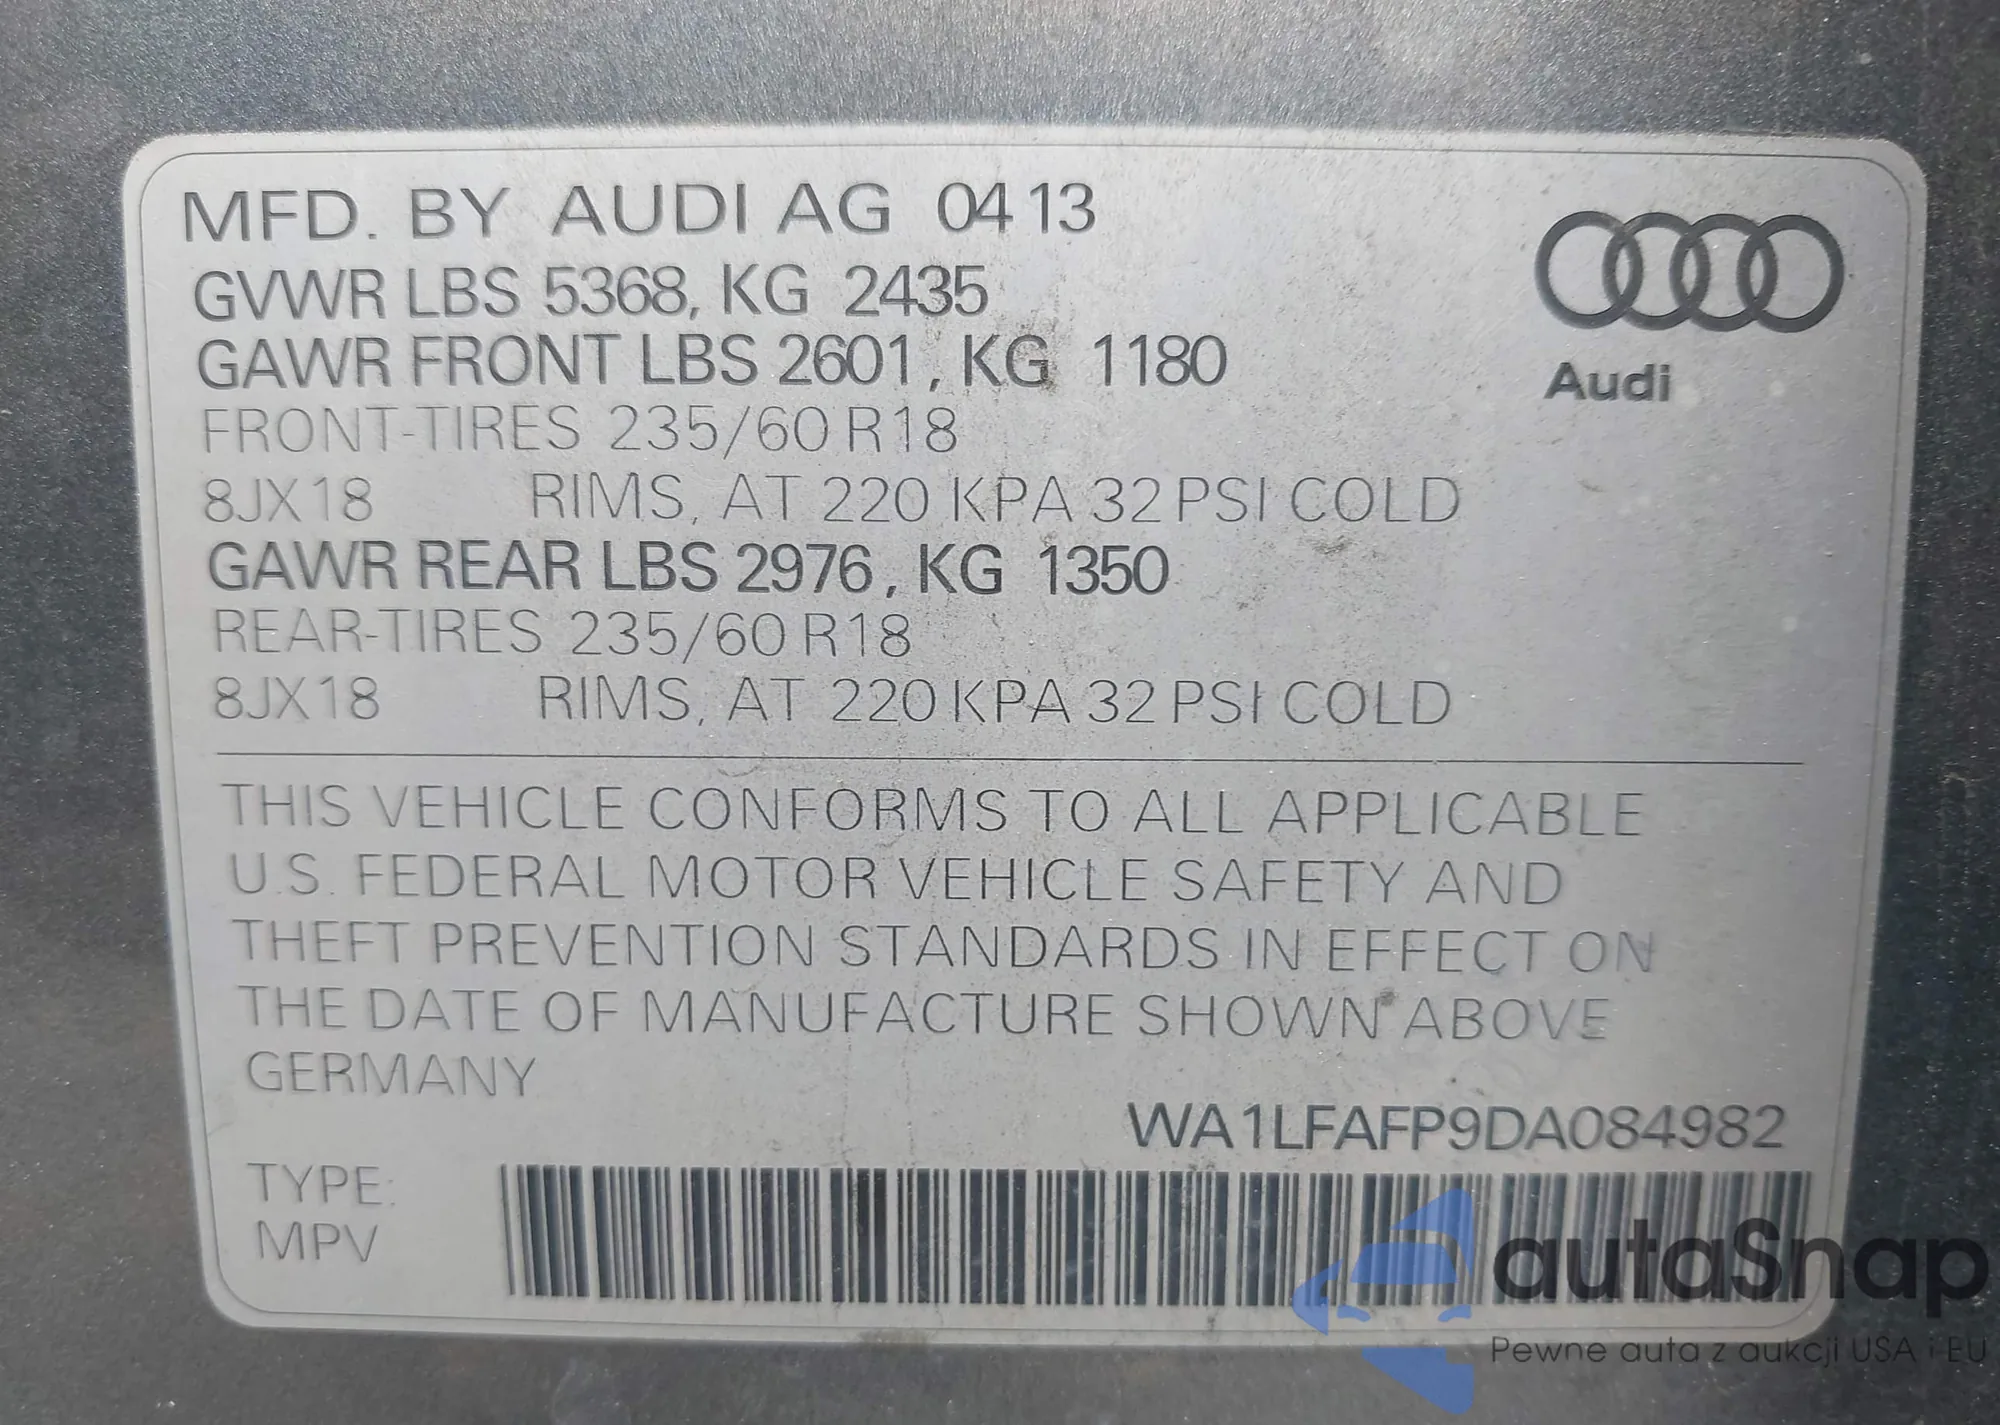 MFD. BY AUDI AG 04 13
GVWR LBS 5368, KG 2435
GAWR FRONT LBS 2601, KG 1180
FRONT-TIRES 235/60 R18
8JX18 RIMS, AT 220 KPA 32 PSI COLD
GAWR REAR LBS 2976, KG 1350
REAR-TIRES 235/60 R18
8JX18 RIMS, AT 220 KPA 32 PSI COLD
Audi
THIS VEHICLE CONFORMS TO ALL APPLICABLE
U.S. FEDERAL MOTOR VEHICLE SAFETY AND
THEFT PREVENTION STANDARDS IN EFFECT ON
THE DATE OF MANUFACTURE SHOWN ABOVE
GERMANY
WA1LFAFP9DA084982
TYPE:
MPV
autaSnap
Pewne auta z aukcji USA i EU